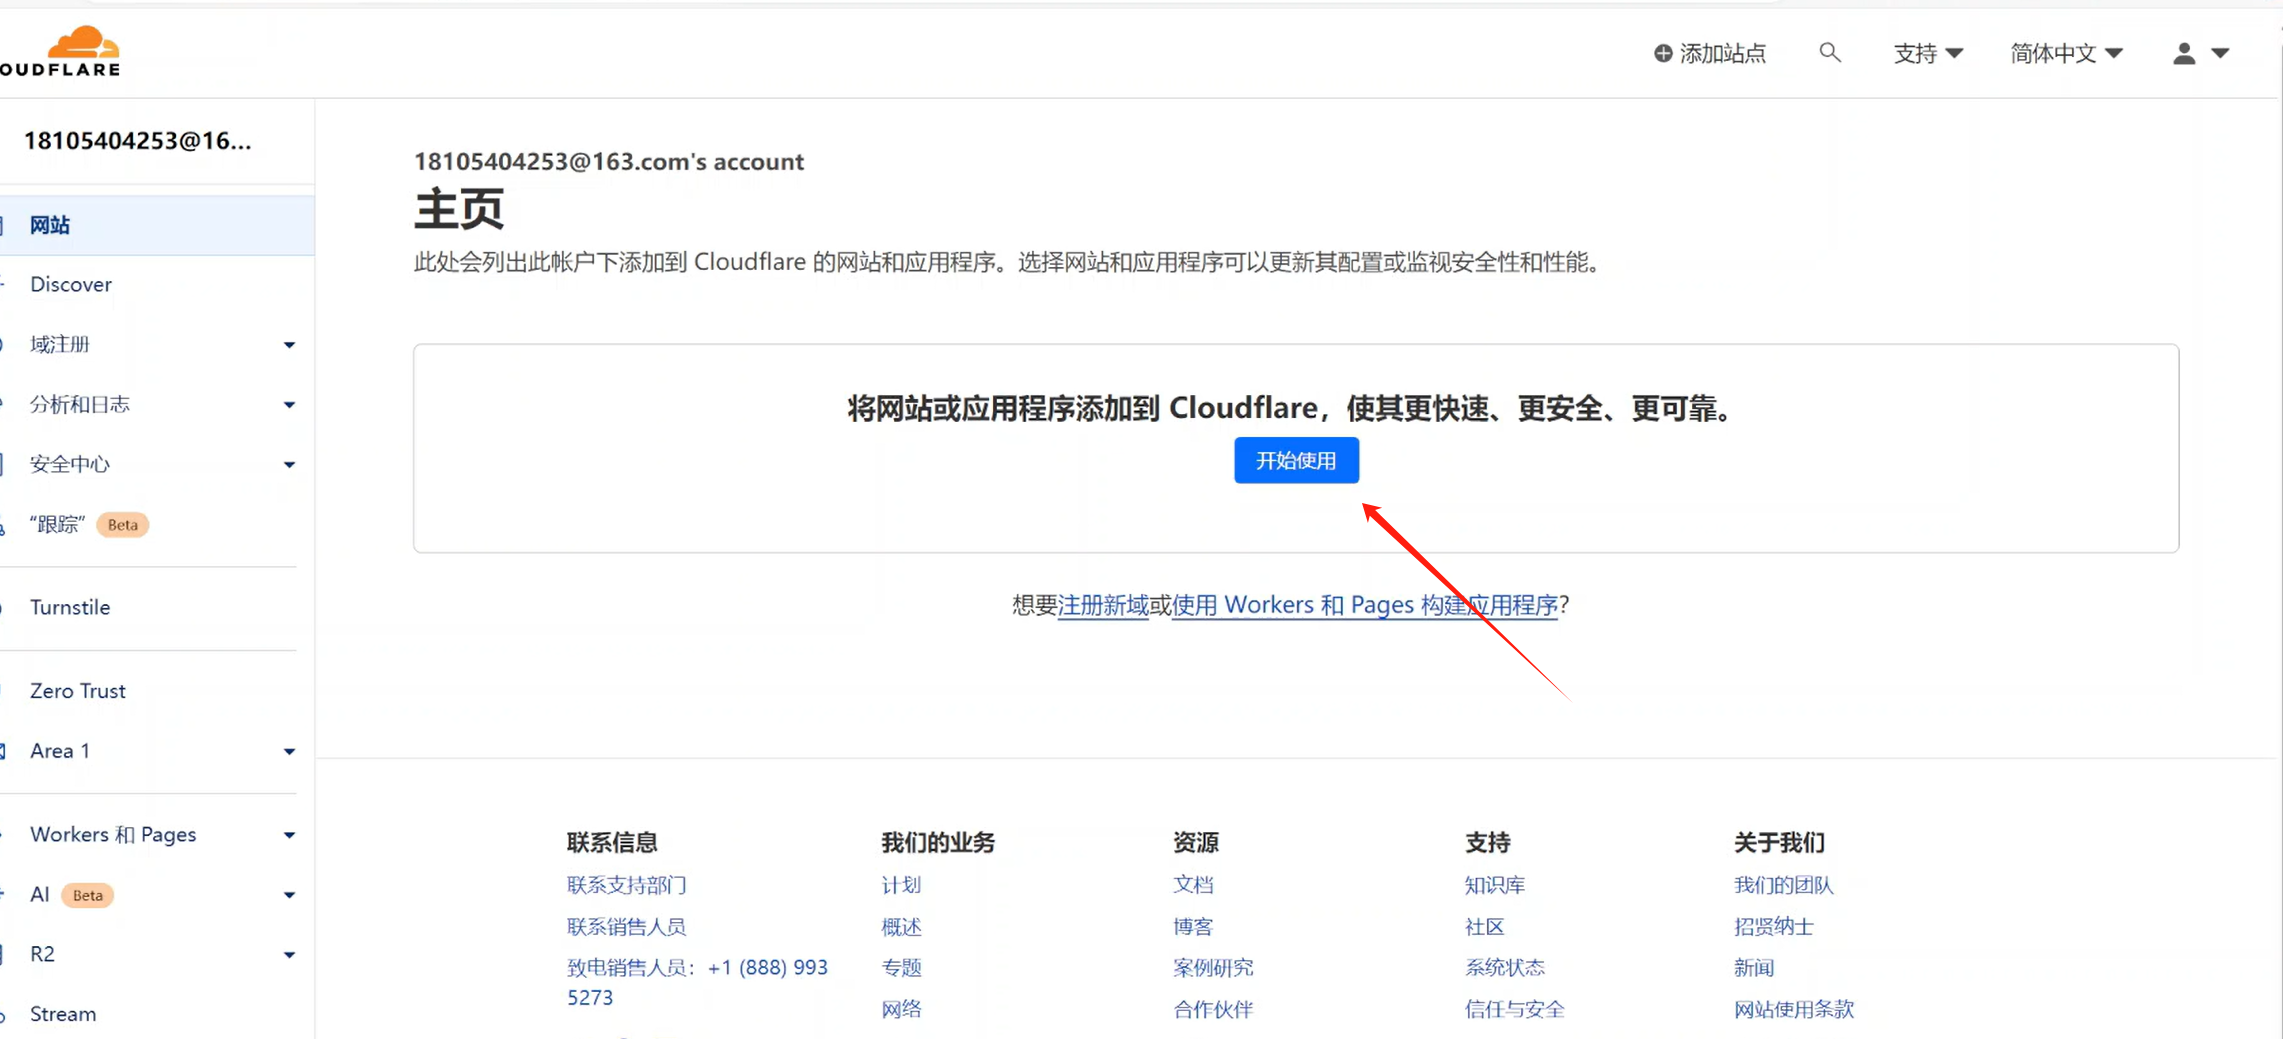 OUDFLARE
添加站点
支持
简体中文
18105404253@16...
网站
Discover
域注册
分析和日志
安全中心
“跟踪” Beta
Turnstile
Zero Trust
Area 1
Workers 和 Pages
AI Beta
R2
Stream
18105404253@163.com's account
主页
此处会列出此帐户下添加到 Cloudflare 的网站和应用程序。选择网站和应用程序可以更新其配置或监视安全性和性能。
将网站或应用程序添加到 Cloudflare，使其更快速、更安全、更可靠。
开始使用
想要注册新域或使用 Workers 和 Pages 构建应用程序?
联系信息
联系支持部门
联系销售人员
致电销售人员：+1 (888) 993
5273
我们的业务
计划
概述
专题
网络
资源
文档
博客
案例研究
合作伙伴
支持
知识库
社区
系统状态
信任与安全
关于我们
我们的团队
招贤纳士
新闻
网站使用条款